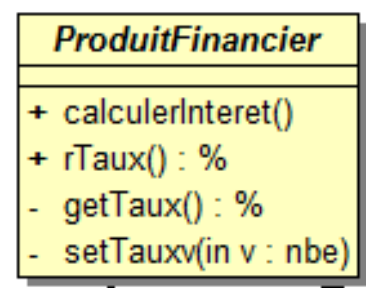 ProduitFinancier
+ calculerInteret()
+ rTaux() : %
- getTaux() : %
- setTauxv(in v : nbe)